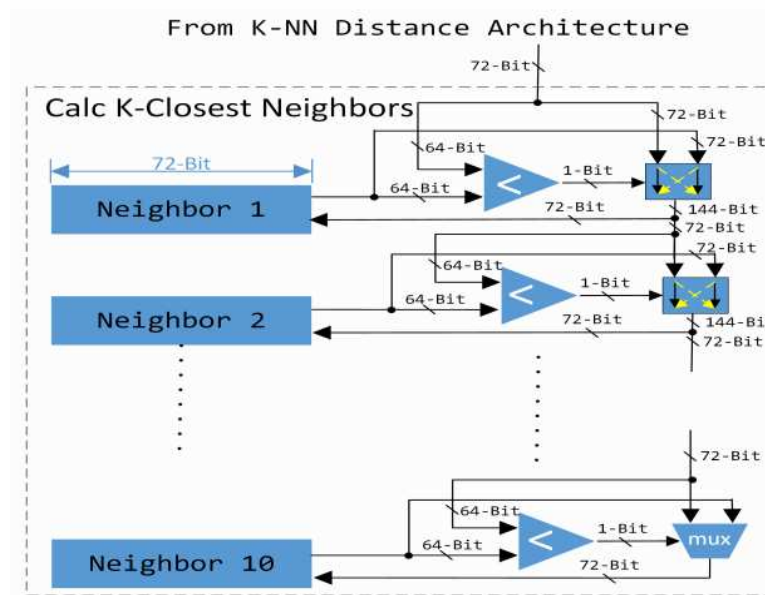 From K-NN Distance Architecture
72-Bit
Calc K-Closest Neighbors
72-Bit
72-Bit
72-Bit
64-Bit
1-Bit
Neighbor 1
64-Bit
<
72-Bit
144-Bit
72-Bit
72-Bit
64-Bit
1-Bit
Neighbor 2
64-Bit
<
72-Bit
144-Bi
72-Bit
72-Bit
64-Bit
1-Bit
Neighbor 10
64-Bit
<
mux
72-Bit